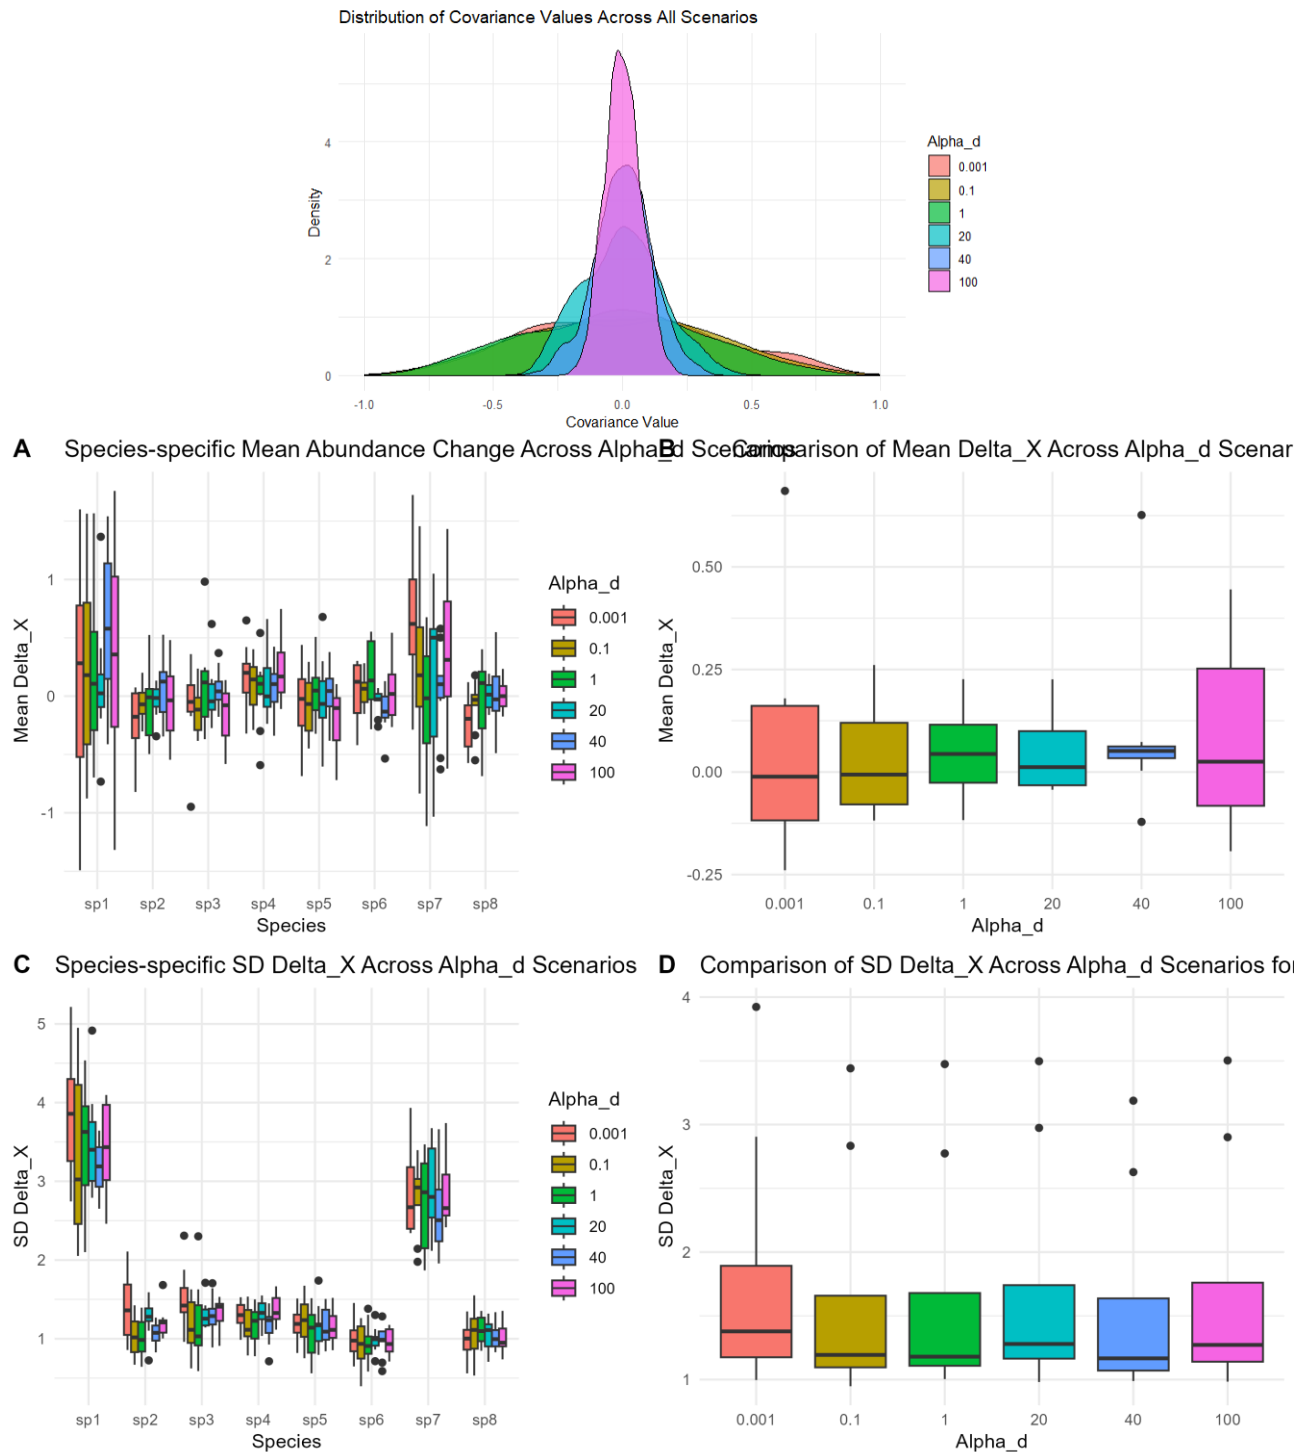 Distribution of Covariance Values Across All Scenarios
Density
4
2
0
-1.0 -0.5 0.0 0.5 1.0
Covariance Value
Alpha_d
0.001
0.1
1
20
40
100
A Species-specific Mean Abundance Change Across Alpha_d Scenarios
Mean Delta_X
1
0
-1
sp1 sp2 sp3 sp4 sp5 sp6 sp7 sp8
Species
Alpha_d
0.001
0.1
1
20
40
100
B Comparison of Mean Delta_X Across Alpha_d Scenar
Mean Delta_X
0.50
0.25
0.00
-0.25
0.001 0.1 1 20 40 100
Alpha_d
C Species-specific SD Delta_X Across Alpha_d Scenarios
SD Delta_X
5
4
3
2
1
sp1 sp2 sp3 sp4 sp5 sp6 sp7 sp8
Species
Alpha_d
0.001
0.1
1
20
40
100
D Comparison of SD Delta_X Across Alpha_d Scenarios for
SD Delta_X
4
3
2
1
0.001 0.1 1 20 40 100
Alpha_d